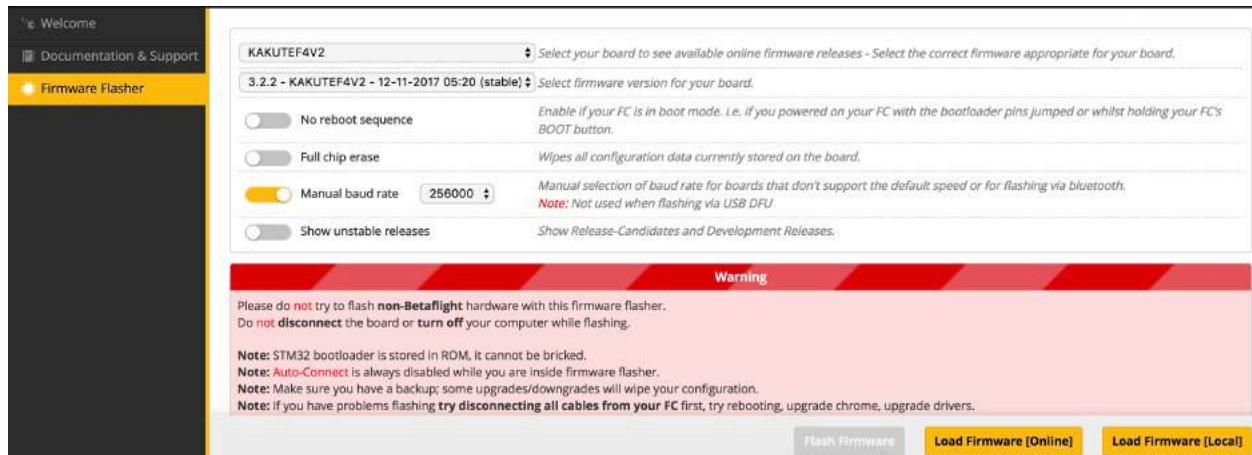 Welcome
Documentation & Support
Firmware Flasher
KAKUTEF4V2 Select your board to see available online firmware releases - Select the correct firmware appropriate for your board.
3.2.2 - KAKUTEF4V2 - 12-11-2017 05:20 (stable) Select firmware version for your board.
No reboot sequence Enable if your FC is in boot mode. i.e. if you powered on your FC with the bootloader pins jumped or whilst holding your FC's
BOOT button.
Full chip erase Wipes all configuration data currently stored on the board.
Manual baud rate 256000 Manual selection of baud rate for boards that don't support the default speed or for flashing via bluetooth.
Note: Not used when flashing via USB DFU
Show unstable releases Show Release-Candidates and Development Releases.
Warning
Please do not try to flash non-Betaflight hardware with this firmware flasher.
Do not disconnect the board or turn off your computer while flashing.
Note: STM32 bootloader is stored in ROM, it cannot be bricked.
Note: Auto-Connect is always disabled while you are inside firmware flasher.
Note: Make sure you have a backup; some upgrades/downgrades will wipe your configuration.
Note: If you have problems flashing try disconnecting all cables from your FC first, try rebooting, upgrade chrome, upgrade drivers.
Flash Firmware Load Firmware [Online] Load Firmware [Local]